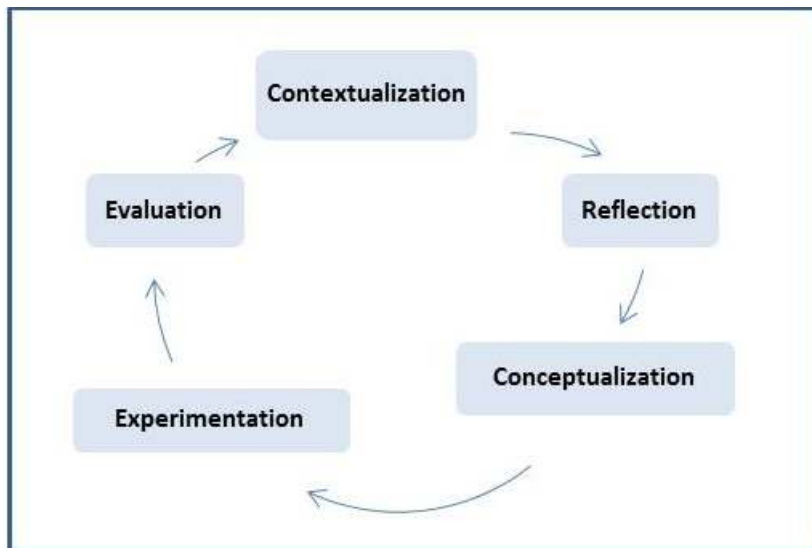 Contextualization
Reflection
Conceptualization
Experimentation
Evaluation